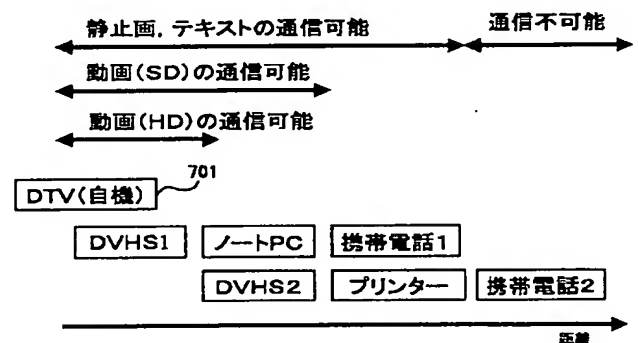 静止画，テキストの通信可能
通信不可能
動画(SD)の通信可能
動画(HD)の通信可能
701
DTV(自機)
DVHS1
ノートPC
携帯電話1
DVHS2
プリンター
携帯電話2
距離